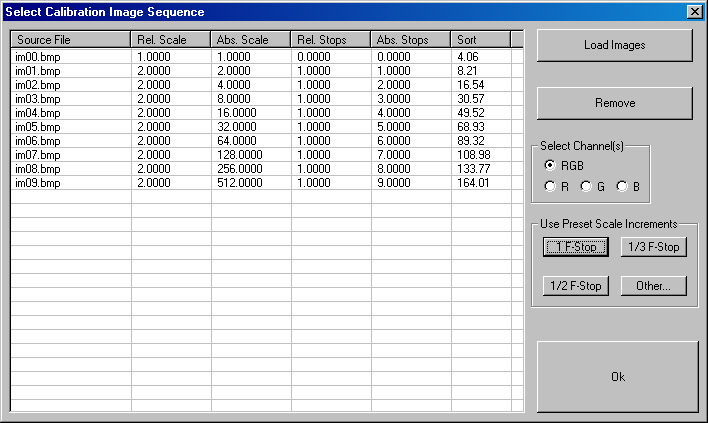 Select Calibration Image Sequence
Source File Rel. Scale Abs. Scale Rel. Stops Abs. Stops Sort
im00.bmp 1.0000 1.0000 0.0000 0.0000 4.06
im01.bmp 2.0000 2.0000 1.0000 1.0000 8.21
im02.bmp 2.0000 4.0000 1.0000 2.0000 16.54
im03.bmp 2.0000 8.0000 1.0000 3.0000 30.57
im04.bmp 2.0000 16.0000 1.0000 4.0000 49.52
im05.bmp 2.0000 32.0000 1.0000 5.0000 68.93
im06.bmp 2.0000 64.0000 1.0000 6.0000 89.32
im07.bmp 2.0000 128.0000 1.0000 7.0000 108.98
im08.bmp 2.0000 256.0000 1.0000 8.0000 133.77
im09.bmp 2.0000 512.0000 1.0000 9.0000 164.01
Load Images
Remove
Select Channel(s)
RGB
R G B
Use Preset Scale Increments
1 F-Stop 1/3 F-Stop
1/2 F-Stop Other...
Ok